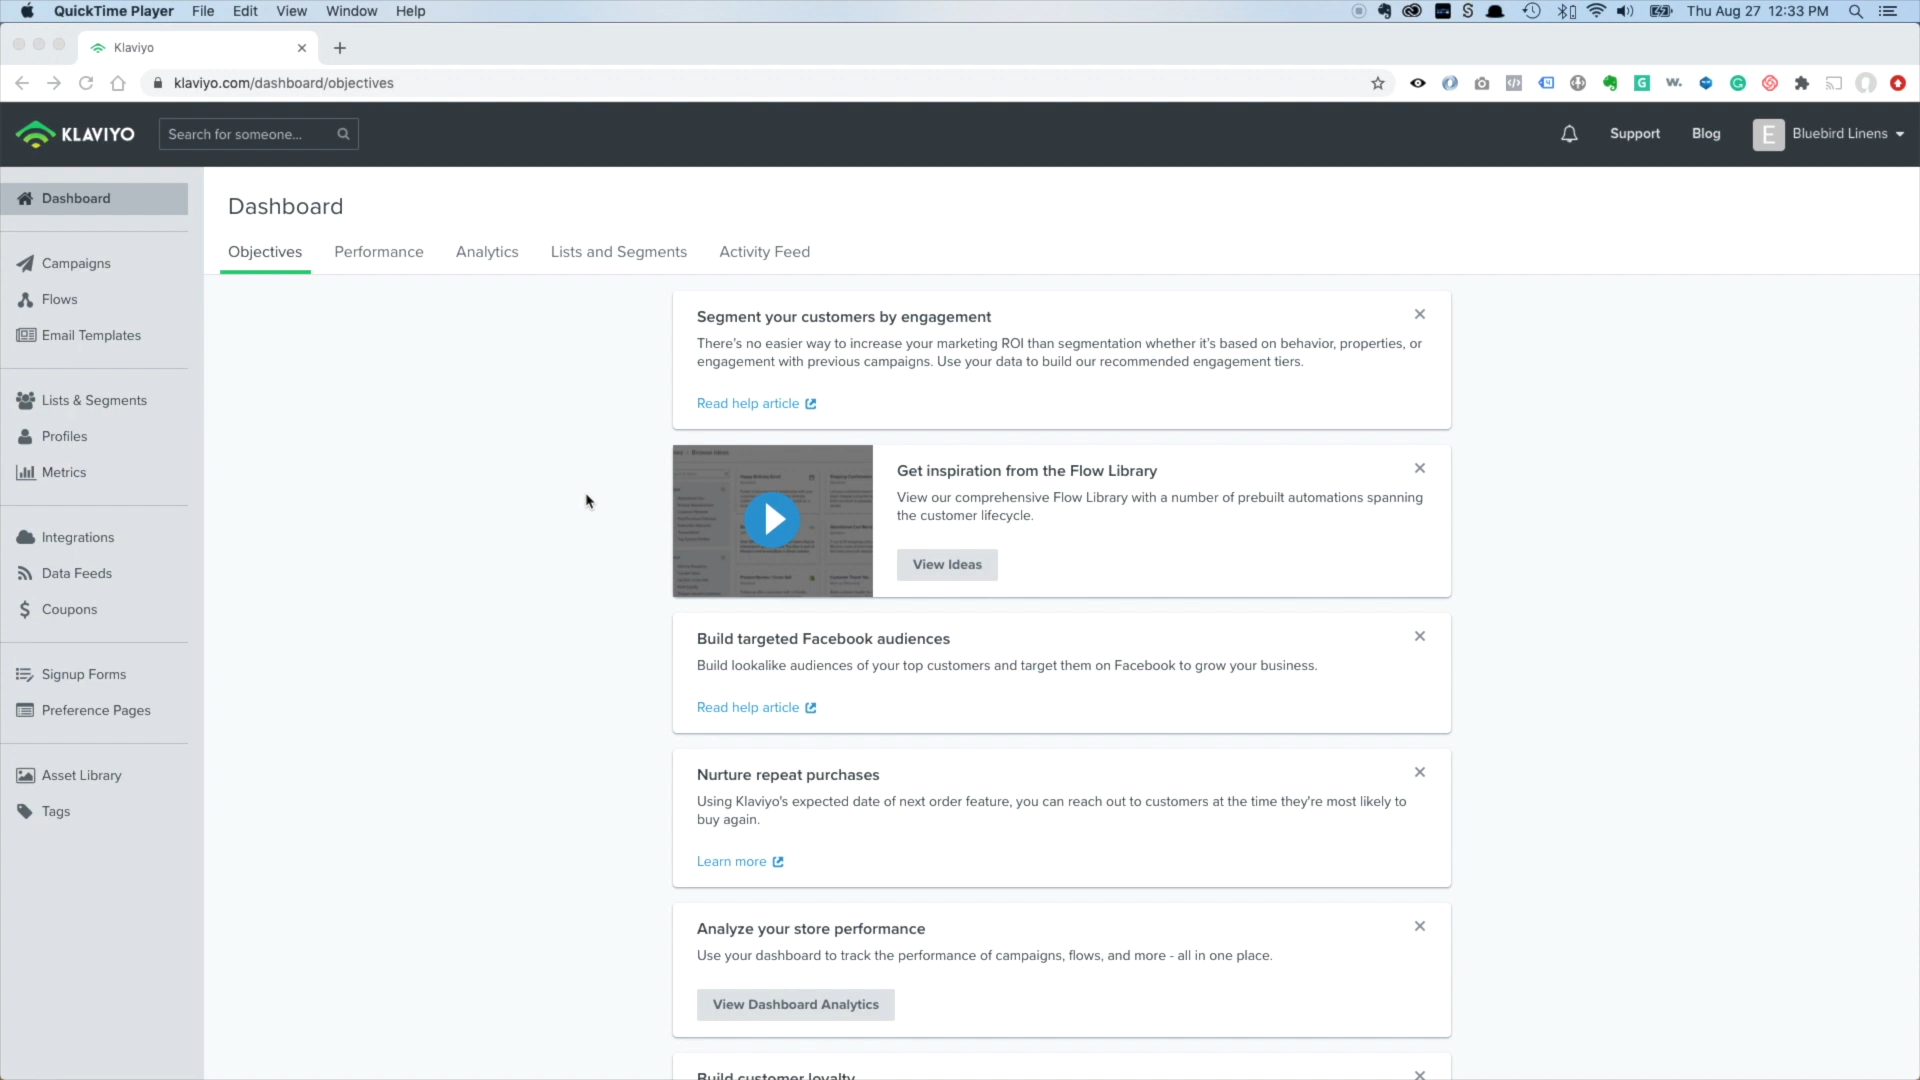 QuickTime Player File Edit View Window Help
Thu Aug 27 12:33 PM
Klaviyo
klaviyo.com/dashboard/objectives
KLAVIYO
Search for someone...
Support
Blog
E
Bluebird Linens
Dashboard
Campaigns
Flows
Email Templates
Lists & Segments
Profiles
Metrics
Integrations
Data Feeds
Coupons
Signup Forms
Preference Pages
Asset Library
Tags
Dashboard
Objectives Performance Analytics Lists and Segments Activity Feed
Segment your customers by engagement
There's no easier way to increase your marketing ROI than segmentation whether it's based on behavior, properties, or
engagement with previous campaigns. Use your data to build our recommended engagement tiers.
Read help article
Get inspiration from the Flow Library
View our comprehensive Flow Library with a number of prebuilt automations spanning
the customer lifecycle.
View Ideas
Build targeted Facebook audiences
Build lookalike audiences of your top customers and target them on Facebook to grow your business.
Read help article
Nurture repeat purchases
Using Klaviyo's expected date of next order feature, you can reach out to customers at the time they're most likely to
buy again.
Learn more
Analyze your store performance
Use your dashboard to track the performance of campaigns, flows, and more - all in one place.
View Dashboard Analytics
Build customer loyalty